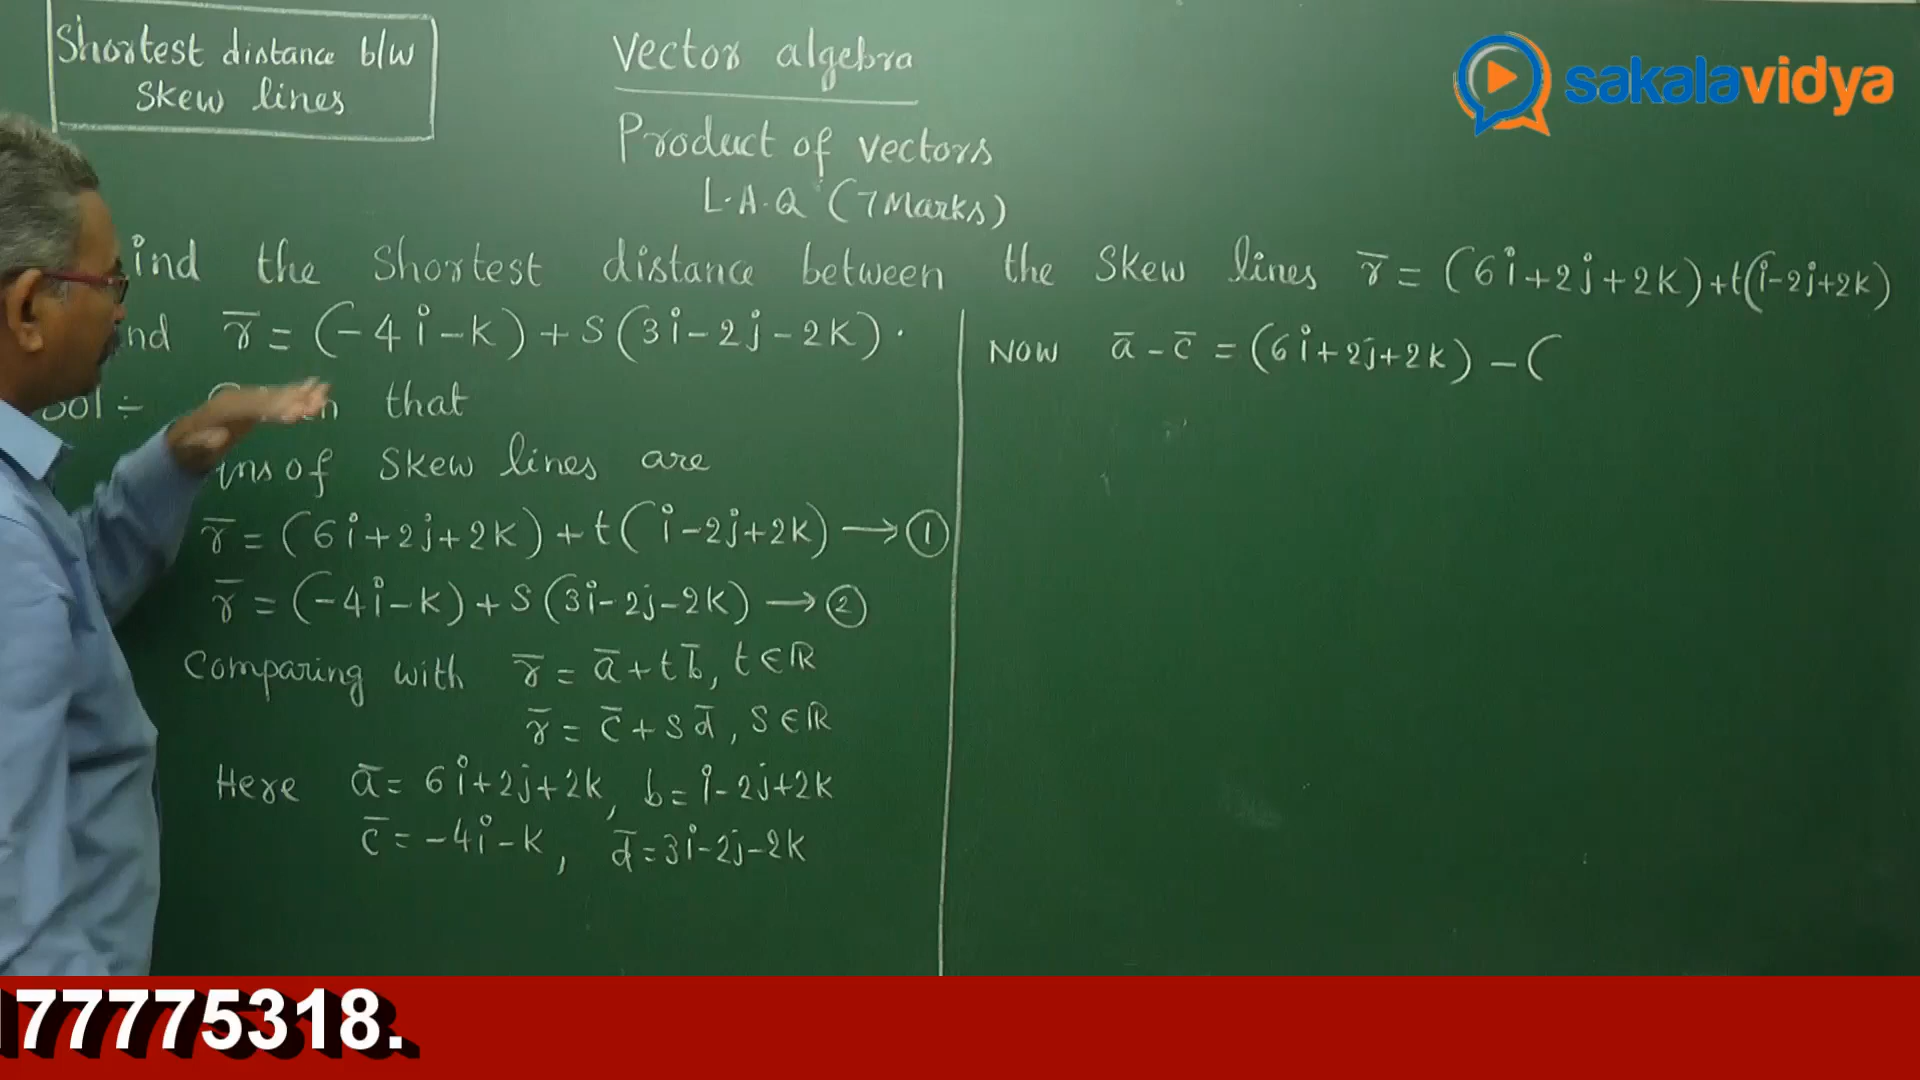 Shortest distance b/w
Skew lines
Vector algebra
Product of vectors
L.A.Q (7 Marks)
sakalavidya
ind the Shortest distance between the Skew lines r̅ = (6i+2j+2k)+t(i-2j+2k)
nd r̅ = (-4i-k)+S(3i-2j-2k).
Sol÷ that
of Skew lines are
r̅ = (6i+2j+2k)+t(i-2j+2k) → ①
r̅ = (-4i-k)+S(3i-2j-2k) → ②
Comparing with r̅ = a̅+tb̅, t∈ℝ
r̅ = c̅+sd̅, s∈ℝ
Here a̅ = 6i+2j+2k, b = i-2j+2k
c̅ = -4i-k, d̅ = 3i-2j-2k
Now a̅ - c̅ = (6i+2j+2k) - (
77775318.